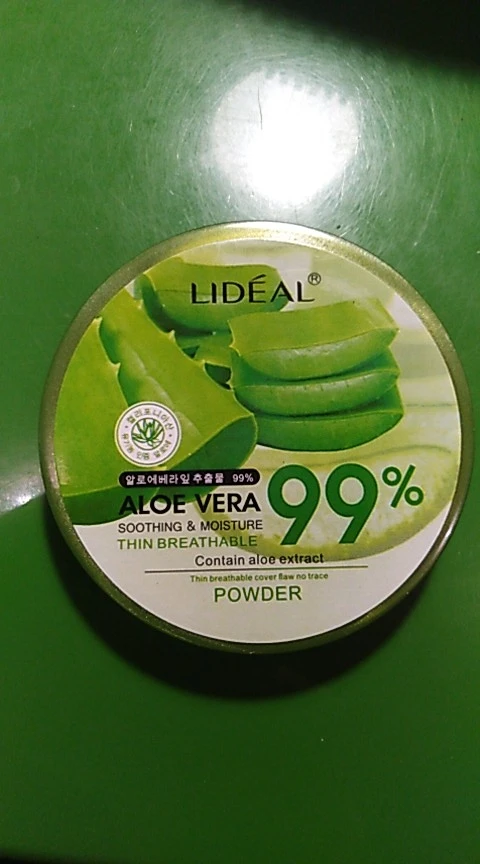 LIDÉAL®
알로에베라잎 추출물 99%
ALOE VERA 99%
SOOTHING & MOISTURE
THIN BREATHABLE
Contain aloe extract
Thin breathable cover flaw no trace
POWDER